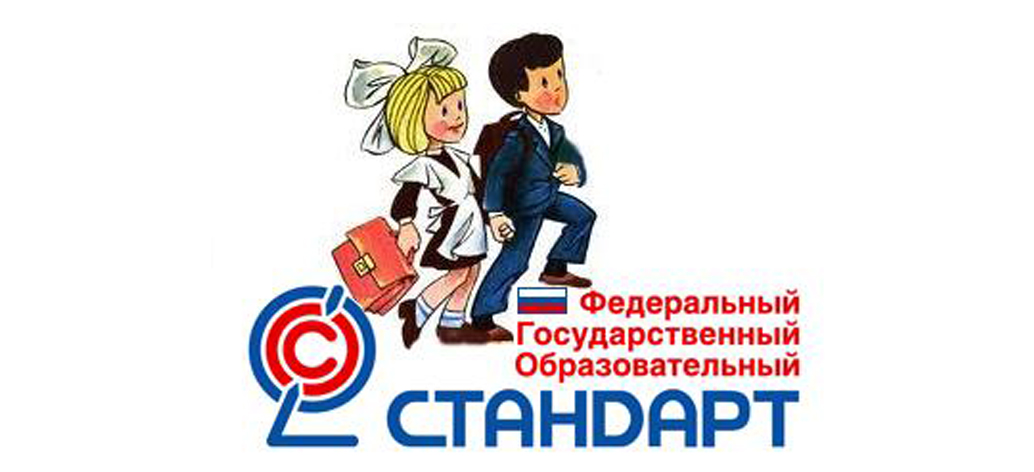 Федеральный
Государственный
Образовательный
СТАНДАРТ